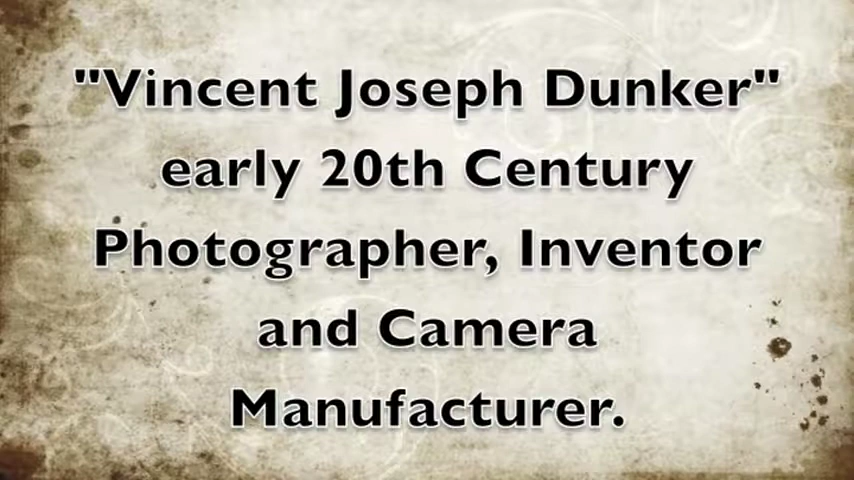 "Vincent Joseph Dunker"
early 20th Century
Photographer, Inventor
and Camera
Manufacturer.